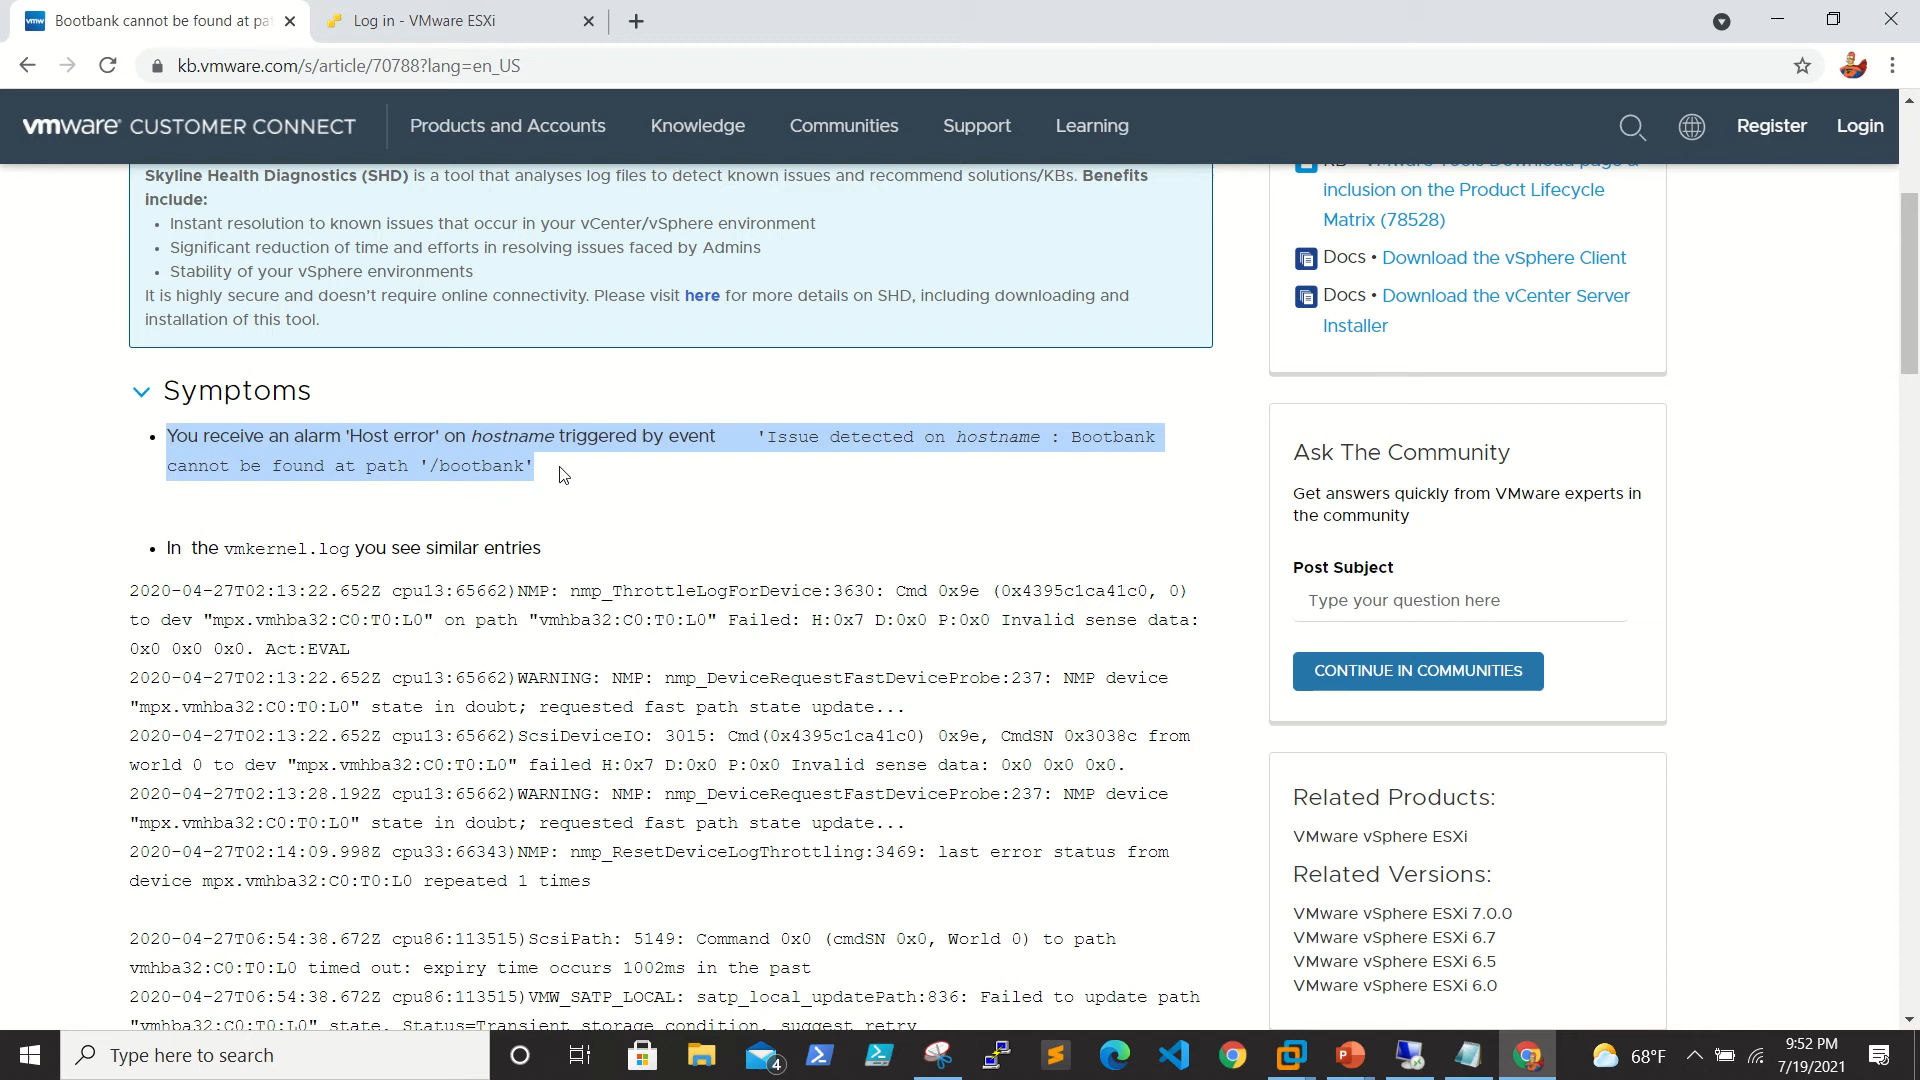 Bootbank cannot be found at pa
Log in - VMware ESXi
kb.vmware.com/s/article/70788?lang=en_US
vmware® CUSTOMER CONNECT
Products and Accounts
Knowledge
Communities
Support
Learning
Register
Login
Skyline Health Diagnostics (SHD) is a tool that analyses log files to detect known issues and recommend solutions/KBs. Benefits
include:
• Instant resolution to known issues that occur in your vCenter/vSphere environment
• Significant reduction of time and efforts in resolving issues faced by Admins
• Stability of your vSphere environments
It is highly secure and doesn't require online connectivity. Please visit here for more details on SHD, including downloading and
installation of this tool.
Symptoms
• You receive an alarm 'Host error' on hostname triggered by event 'Issue detected on hostname : Bootbank
cannot be found at path '/bootbank'
• In the vmkernel.log you see similar entries
2020-04-27T02:13:22.652Z cpu13:65662)NMP: nmp_ThrottleLogForDevice:3630: Cmd 0x9e (0x4395c1ca41c0, 0)
to dev "mpx.vmhba32:C0:T0:L0" on path "vmhba32:C0:T0:L0" Failed: H:0x7 D:0x0 P:0x0 Invalid sense data:
0x0 0x0 0x0. Act:EVAL
2020-04-27T02:13:22.652Z cpu13:65662)WARNING: NMP: nmp_DeviceRequestFastDeviceProbe:237: NMP device
"mpx.vmhba32:C0:T0:L0" state in doubt; requested fast path state update...
2020-04-27T02:13:22.652Z cpu13:65662)ScsiDeviceIO: 3015: Cmd(0x4395c1ca41c0) 0x9e, CmdSN 0x3038c from
world 0 to dev "mpx.vmhba32:C0:T0:L0" failed H:0x7 D:0x0 P:0x0 Invalid sense data: 0x0 0x0 0x0.
2020-04-27T02:13:28.192Z cpu13:65662)WARNING: NMP: nmp_DeviceRequestFastDeviceProbe:237: NMP device
"mpx.vmhba32:C0:T0:L0" state in doubt; requested fast path state update...
2020-04-27T02:14:09.998Z cpu33:66343)NMP: nmp_ResetDeviceLogThrottling:3469: last error status from
device mpx.vmhba32:C0:T0:L0 repeated 1 times
2020-04-27T06:54:38.672Z cpu86:113515)ScsiPath: 5149: Command 0x0 (cmdSN 0x0, World 0) to path
vmhba32:C0:T0:L0 timed out: expiry time occurs 1002ms in the past
2020-04-27T06:54:38.672Z cpu86:113515)VMW_SATP_LOCAL: satp_local_updatePath:836: Failed to update path
"vmhba32:C0:T0:L0" state. Status=Transient storage condition, suggest retry
KB • VMware Tools Download page &
inclusion on the Product Lifecycle
Matrix (78528)
Docs • Download the vSphere Client
Docs • Download the vCenter Server
Installer
Ask The Community
Get answers quickly from VMware experts in
the community
Post Subject
Type your question here
CONTINUE IN COMMUNITIES
Related Products:
VMware vSphere ESXi
Related Versions:
VMware vSphere ESXi 7.0.0
VMware vSphere ESXi 6.7
VMware vSphere ESXi 6.5
VMware vSphere ESXi 6.0
Type here to search
4
68°F
9:52 PM
7/19/2021